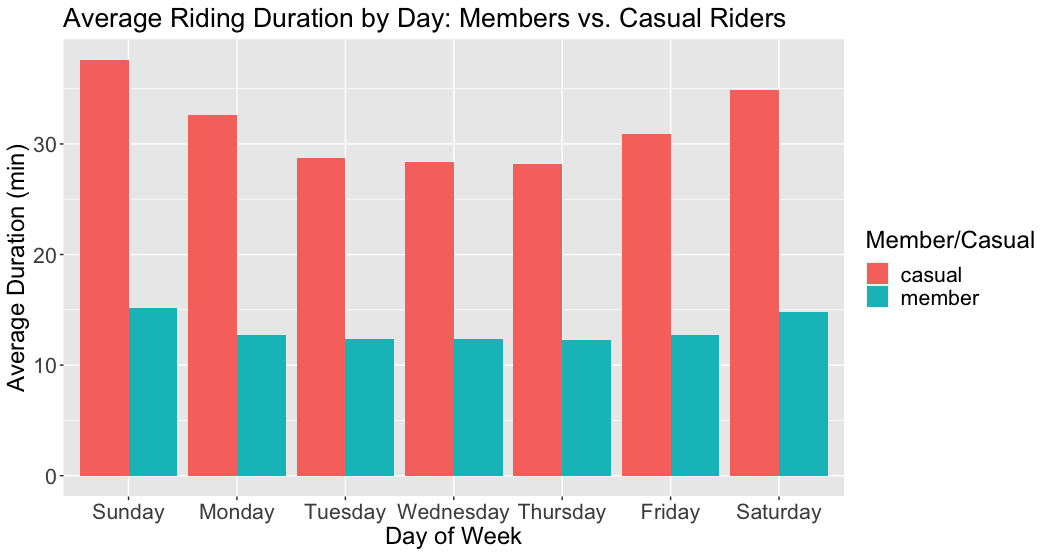 Average Riding Duration by Day: Members vs. Casual Riders
Average Duration (min)
30
20
10
0
Sunday Monday Tuesday Wednesday Thursday Friday Saturday
Day of Week
Member/Casual
casual
member